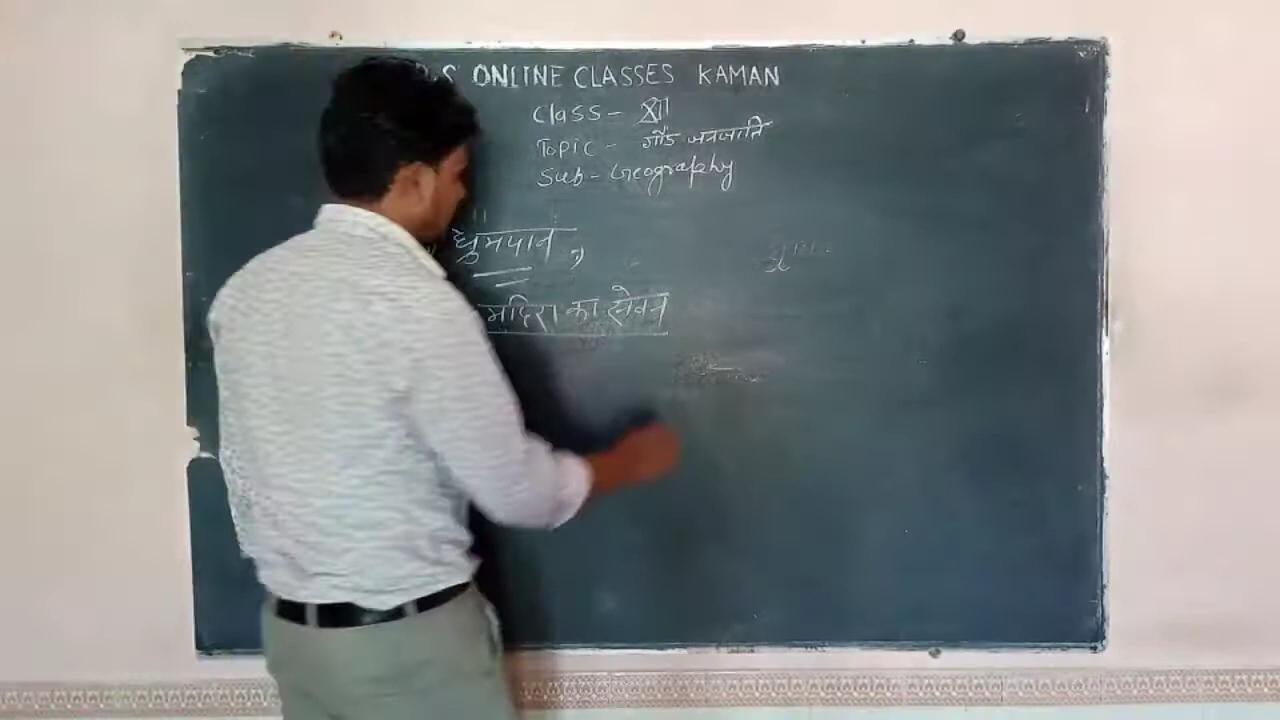 S ONLINE CLASSES KAMAN
Class - XII
Topic - गोंड जनजाति
Sub - Geography
धुम्रपान
मदिरा का सेवन